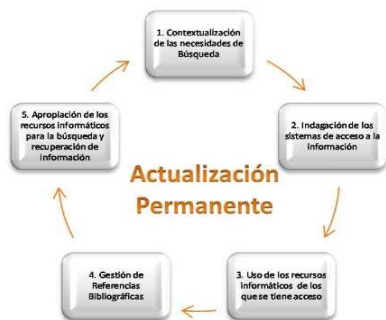 1. Contextualización
de las necesidades de
Búsqueda
2. Indagación de los
sistemas de acceso a la
información
3. Uso de los recursos
informáticos de los
que se tiene acceso
4. Gestión de
Referencias
Bibliográficas
5. Apropiación de los
recursos informáticos
para la búsqueda y
recuperación de
Información
Actualización
Permanente